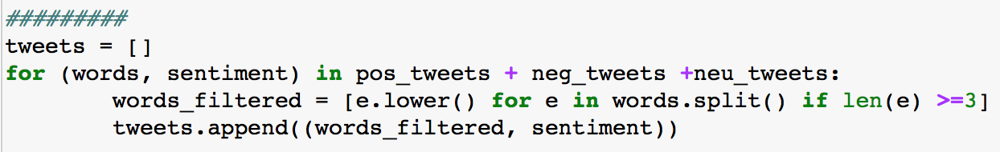 #########
tweets = []
for (words, sentiment) in pos_tweets + neg_tweets +neu_tweets:
        words_filtered = [e.lower() for e in words.split() if len(e) >=3]
        tweets.append((words_filtered, sentiment))